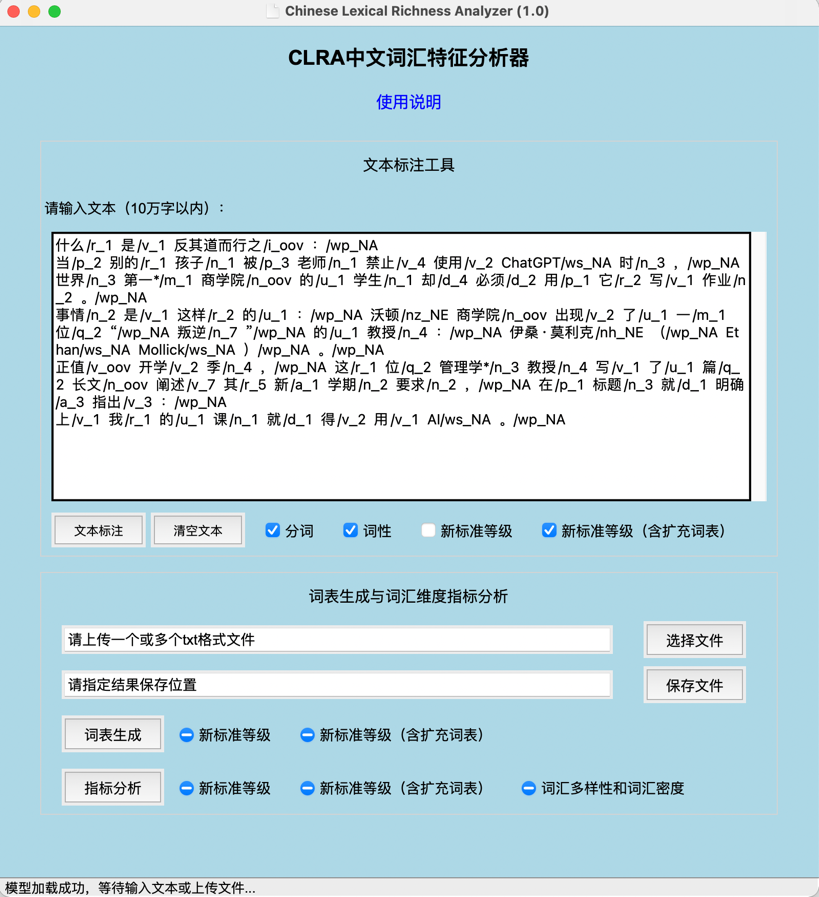 Chinese Lexical Richness Analyzer (1.0)
CLRA中文词汇特征分析器
使用说明
文本标注工具
请输入文本（10万字以内）：
什么/r_1 是/v_1 反其道而行之/i_oov ：/wp_NA
当/p_2 别的/r_1 孩子/n_1 被/p_3 老师/n_1 禁止/v_4 使用/v_2 ChatGPT/ws_NA 时/n_3 ，/wp_NA
世界/n_3 第一*/m_1 商学院/n_oov 的/u_1 学生/n_1 却/d_4 必须/d_2 用/p_1 它/r_2 写/v_1 作业/n
_2 。/wp_NA
事情/n_2 是/v_1 这样/r_2 的/u_1 ：/wp_NA 沃顿/nz_NE 商学院/n_oov 出现/v_2 了/u_1 一/m_1
位/q_2 “/wp_NA 叛逆/n_7 ”/wp_NA 的/u_1 教授/n_4 ：/wp_NA 伊桑·莫利克/nh_NE （/wp_NA Et
han/ws_NA Mollick/ws_NA ）/wp_NA 。/wp_NA
正值/v_oov 开学/v_2 季/n_4 ，/wp_NA 这/r_1 位/q_2 管理学*/n_3 教授/n_4 写/v_1 了/u_1 篇/q_
2 长文/n_oov 阐述/v_7 其/r_5 新/a_1 学期/n_2 要求/n_2 ，/wp_NA 在/p_1 标题/n_3 就/d_1 明确
/a_3 指出/v_3 ：/wp_NA
上/v_1 我/r_1 的/u_1 课/n_1 就/d_1 得/v_2 用/v_1 AI/ws_NA 。/wp_NA
文本标注 清空文本 分词 词性 新标准等级 新标准等级（含扩充词表）
词表生成与词汇维度指标分析
请上传一个或多个txt格式文件 选择文件
请指定结果保存位置 保存文件
词表生成 新标准等级 新标准等级（含扩充词表）
指标分析 新标准等级 新标准等级（含扩充词表） 词汇多样性和词汇密度
模型加载成功，等待输入文本或上传文件...